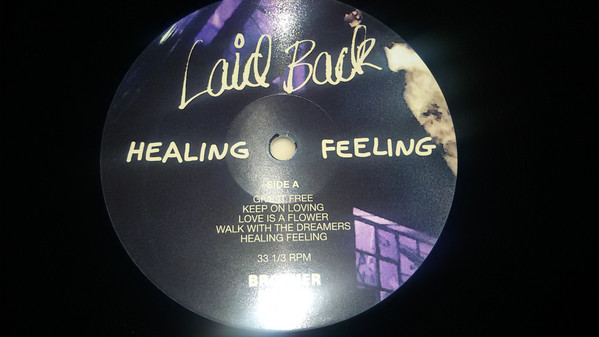 Laid Back
HEALING FEELING
SIDE A
FREE
KEEP ON LOVING
LOVE IS A FLOWER
WALK WITH THE DREAMERS
HEALING FEELING
33 1/3 RPM